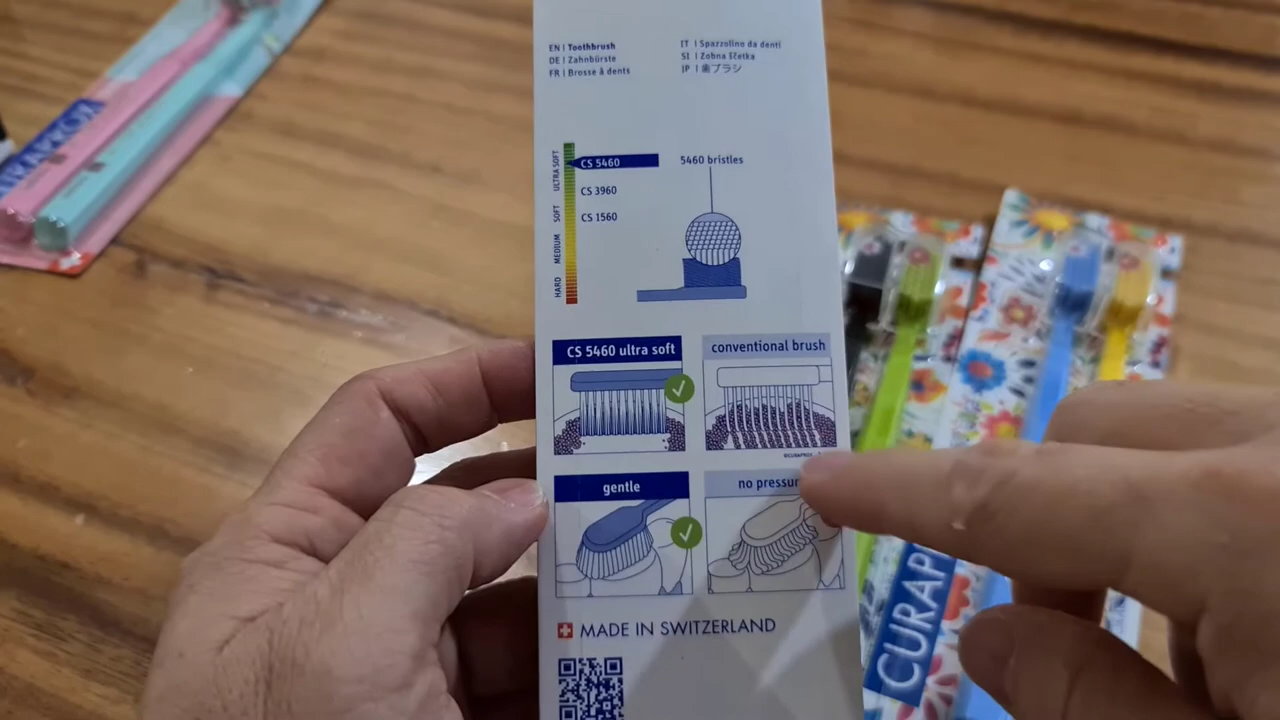 EN | Toothbrush
DE | Zahnbürste
FR | Brosse à dents
IT | Spazzolino da denti
SI | Zobna ščetka
JP | 歯ブラシ
ULTRA SOFT
SOFT
MEDIUM
HARD
CS 5460
CS 3960
CS 1560
5460 bristles
CS 5460 ultra soft
conventional brush
gentle
no pressur
MADE IN SWITZERLAND
CURAP